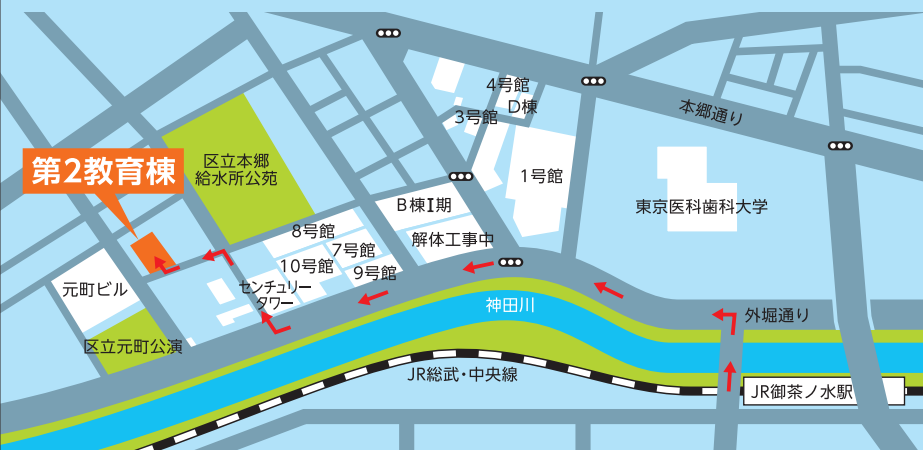 4号館
D棟
3号館
本郷通り
区立本郷
給水所公苑
第2教育棟
1号館
B棟Ⅰ期
東京医科歯科大学
8号館
解体工事中
7号館
10号館
9号館
元町ビル
センチュリー
タワー
神田川
外堀通り
区立元町公演
JR総武・中央線
JR御茶ノ水駅